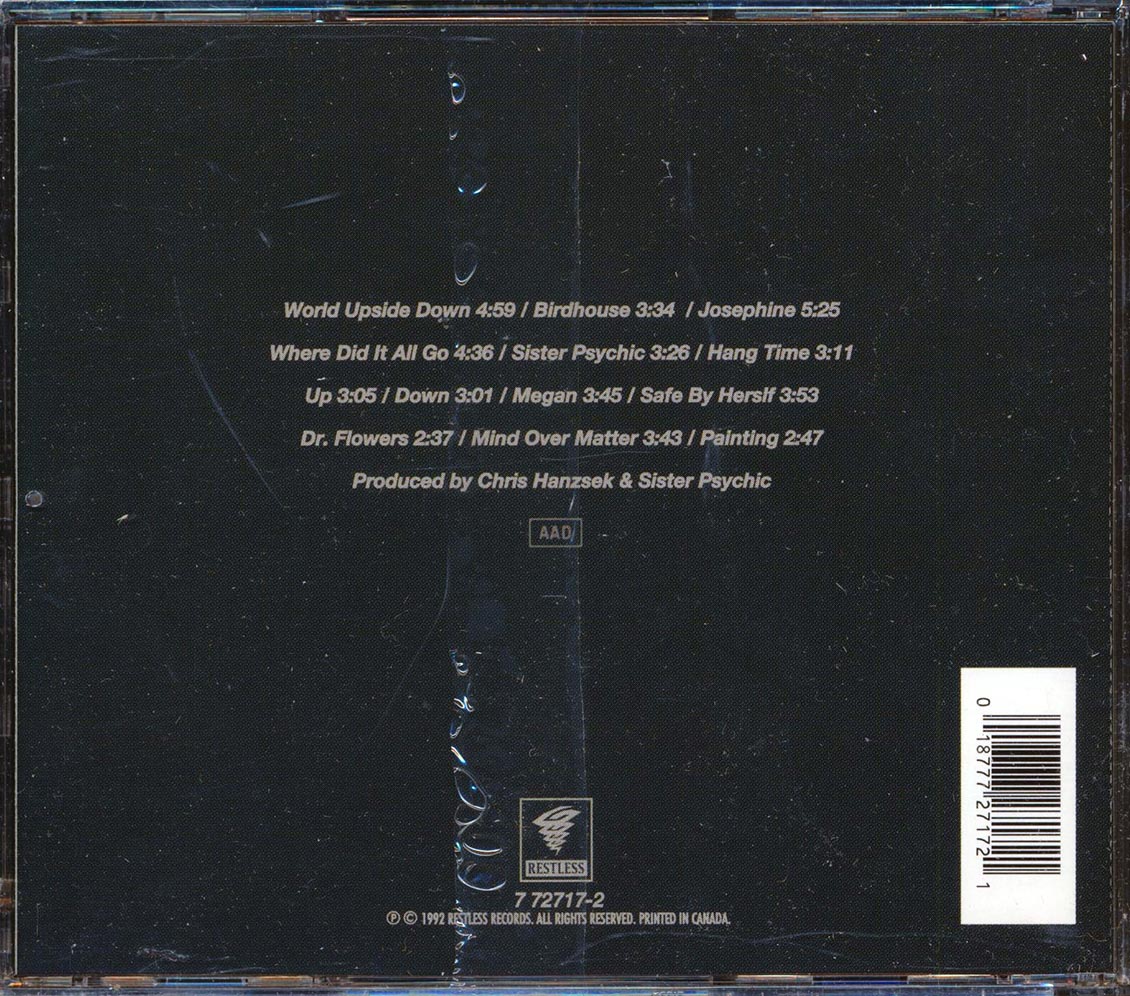 World Upside Down 4:59 / Birdhouse 3:34 / Josephine 5:25
Where Did It All Go 4:36 / Sister Psychic 3:26 / Hang Time 3:11
Up 3:05 / Down 3:01 / Megan 3:45 / Safe By Herslf 3:53
Dr. Flowers 2:37 / Mind Over Matter 3:43 / Painting 2:47
Produced by Chris Hanzsek & Sister Psychic
AAD
RESTLESS
7 72717-2
℗ © 1992 RESTLESS RECORDS. ALL RIGHTS RESERVED. PRINTED IN CANADA.
0 18777 27172 1